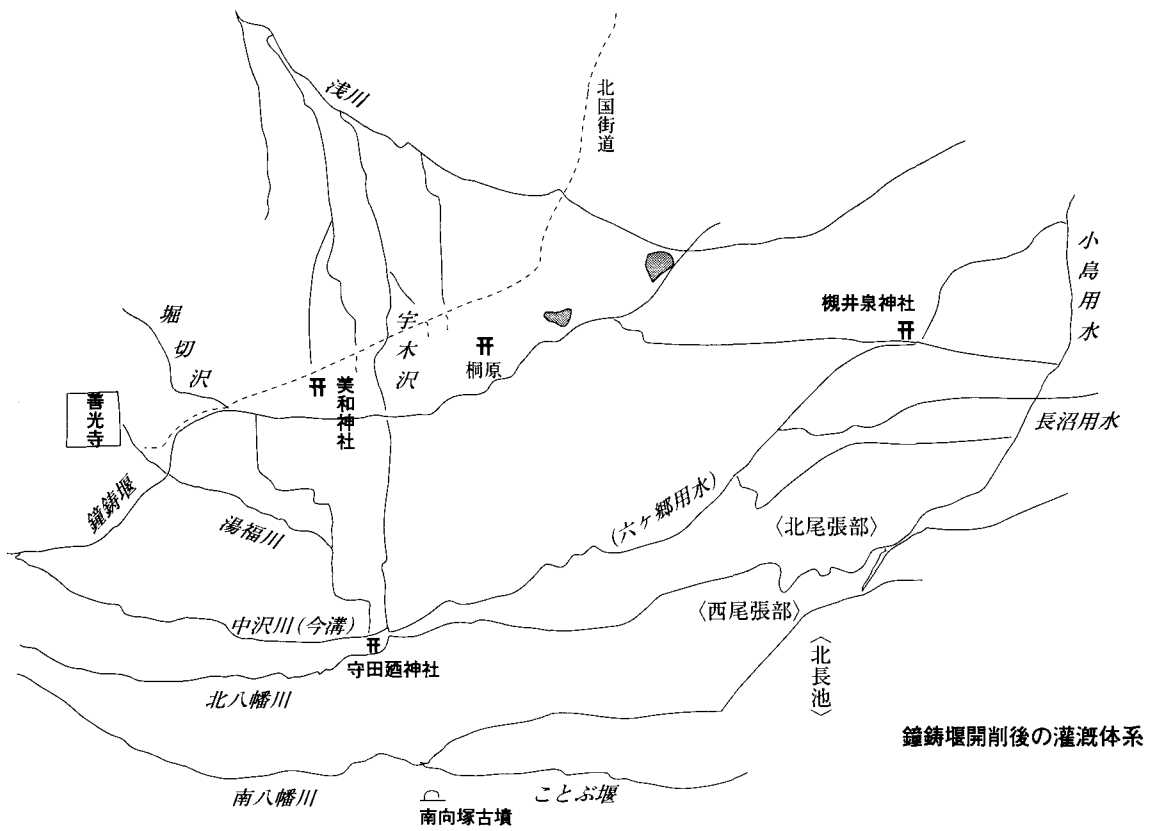 浅川
北国街道
小島用水
槻井泉神社
堀切沢
宇木沢
桐原
美和神社
善光寺
長沼用水
鐘鋳堰
湯福川
(六ヶ郷用水)
〈北尾張部〉
〈西尾張部〉
中沢川(今溝)
守田廼神社
〈北長池〉
北八幡川
鐘鋳堰開削後の灌漑体系
南八幡川
ことぶ堰
南向塚古墳